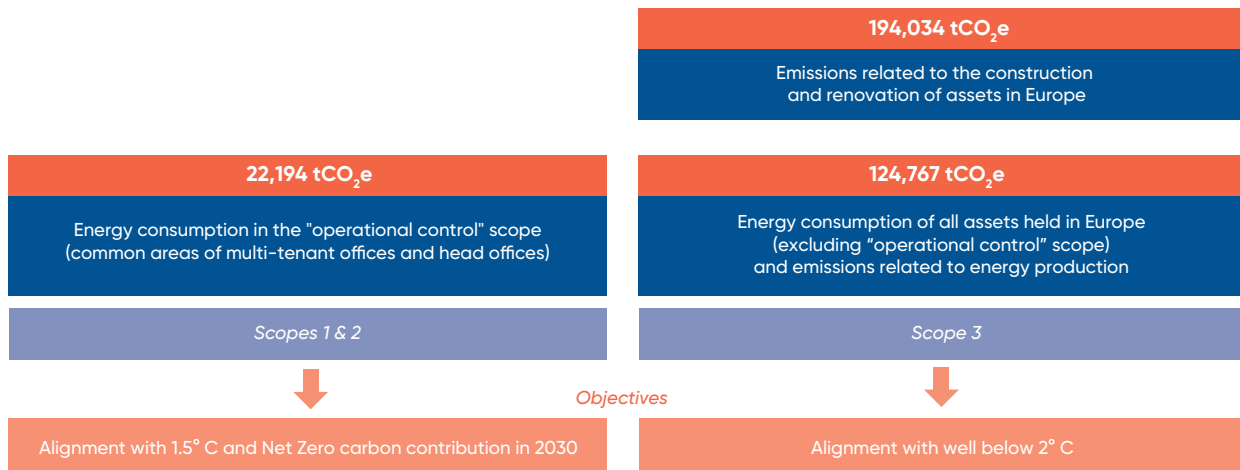 194,034 tCO₂e
Emissions related to the construction
and renovation of assets in Europe
22,194 tCO₂e
Energy consumption in the "operational control" scope
(common areas of multi-tenant offices and head offices)
124,767 tCO₂e
Energy consumption of all assets held in Europe
(excluding “operational control” scope)
and emissions related to energy production
Scopes 1 & 2
Scope 3
Objectives
Alignment with 1.5° C and Net Zero carbon contribution in 2030
Alignment with well below 2° C